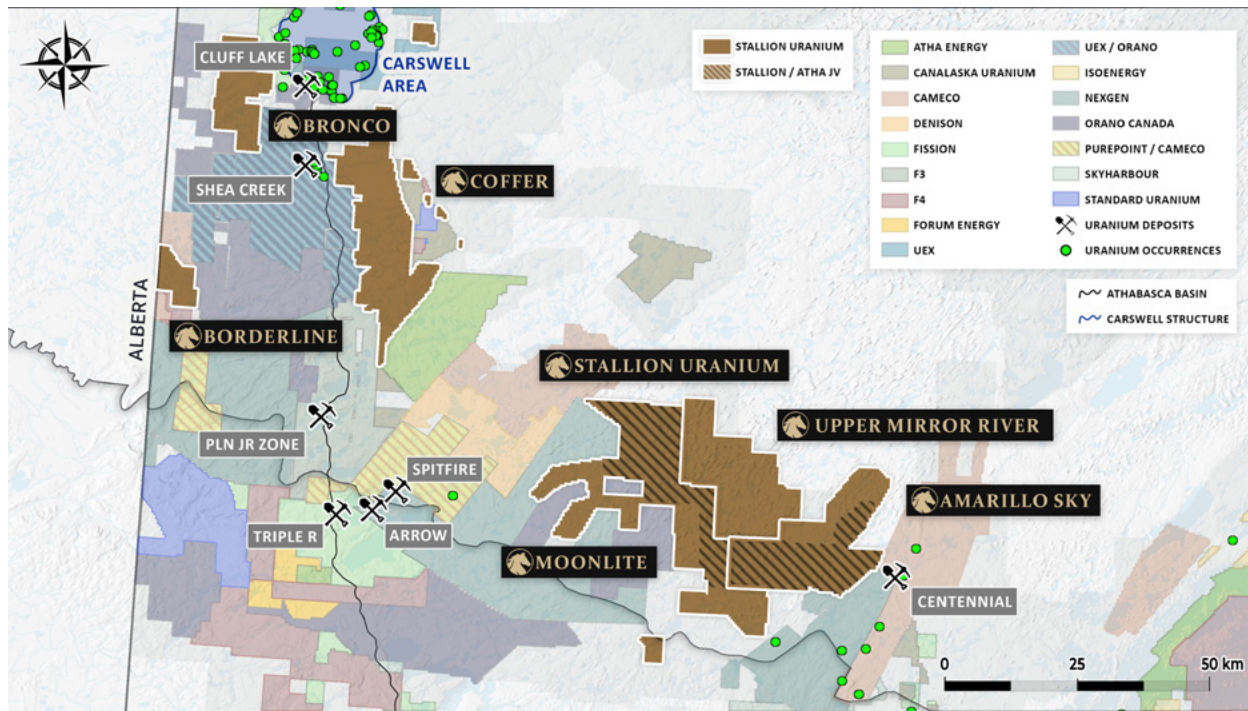 CLUFF LAKE
CARSWELL
AREA
BRONCO
SHEA CREEK
COFFER
ALBERTA
BORDERLINE
STALLION URANIUM
UPPER MIRROR RIVER
PLN JR ZONE
SPITFIRE
AMARILLO SKY
TRIPLE R
ARROW
MOONLITE
CENTENNIAL
STALLION URANIUM
STALLION / ATHA JV
ATHA ENERGY
CANALASKA URANIUM
CAMECO
DENISON
FISSION
F3
F4
FORUM ENERGY
UEX
UEX / ORANO
ISOENERGY
NEXGEN
ORANO CANADA
PUREPOINT / CAMECO
SKYHARBOUR
STANDARD URANIUM
URANIUM DEPOSITS
URANIUM OCCURRENCES
ATHABASCA BASIN
CARSWELL STRUCTURE
0 25 50 km